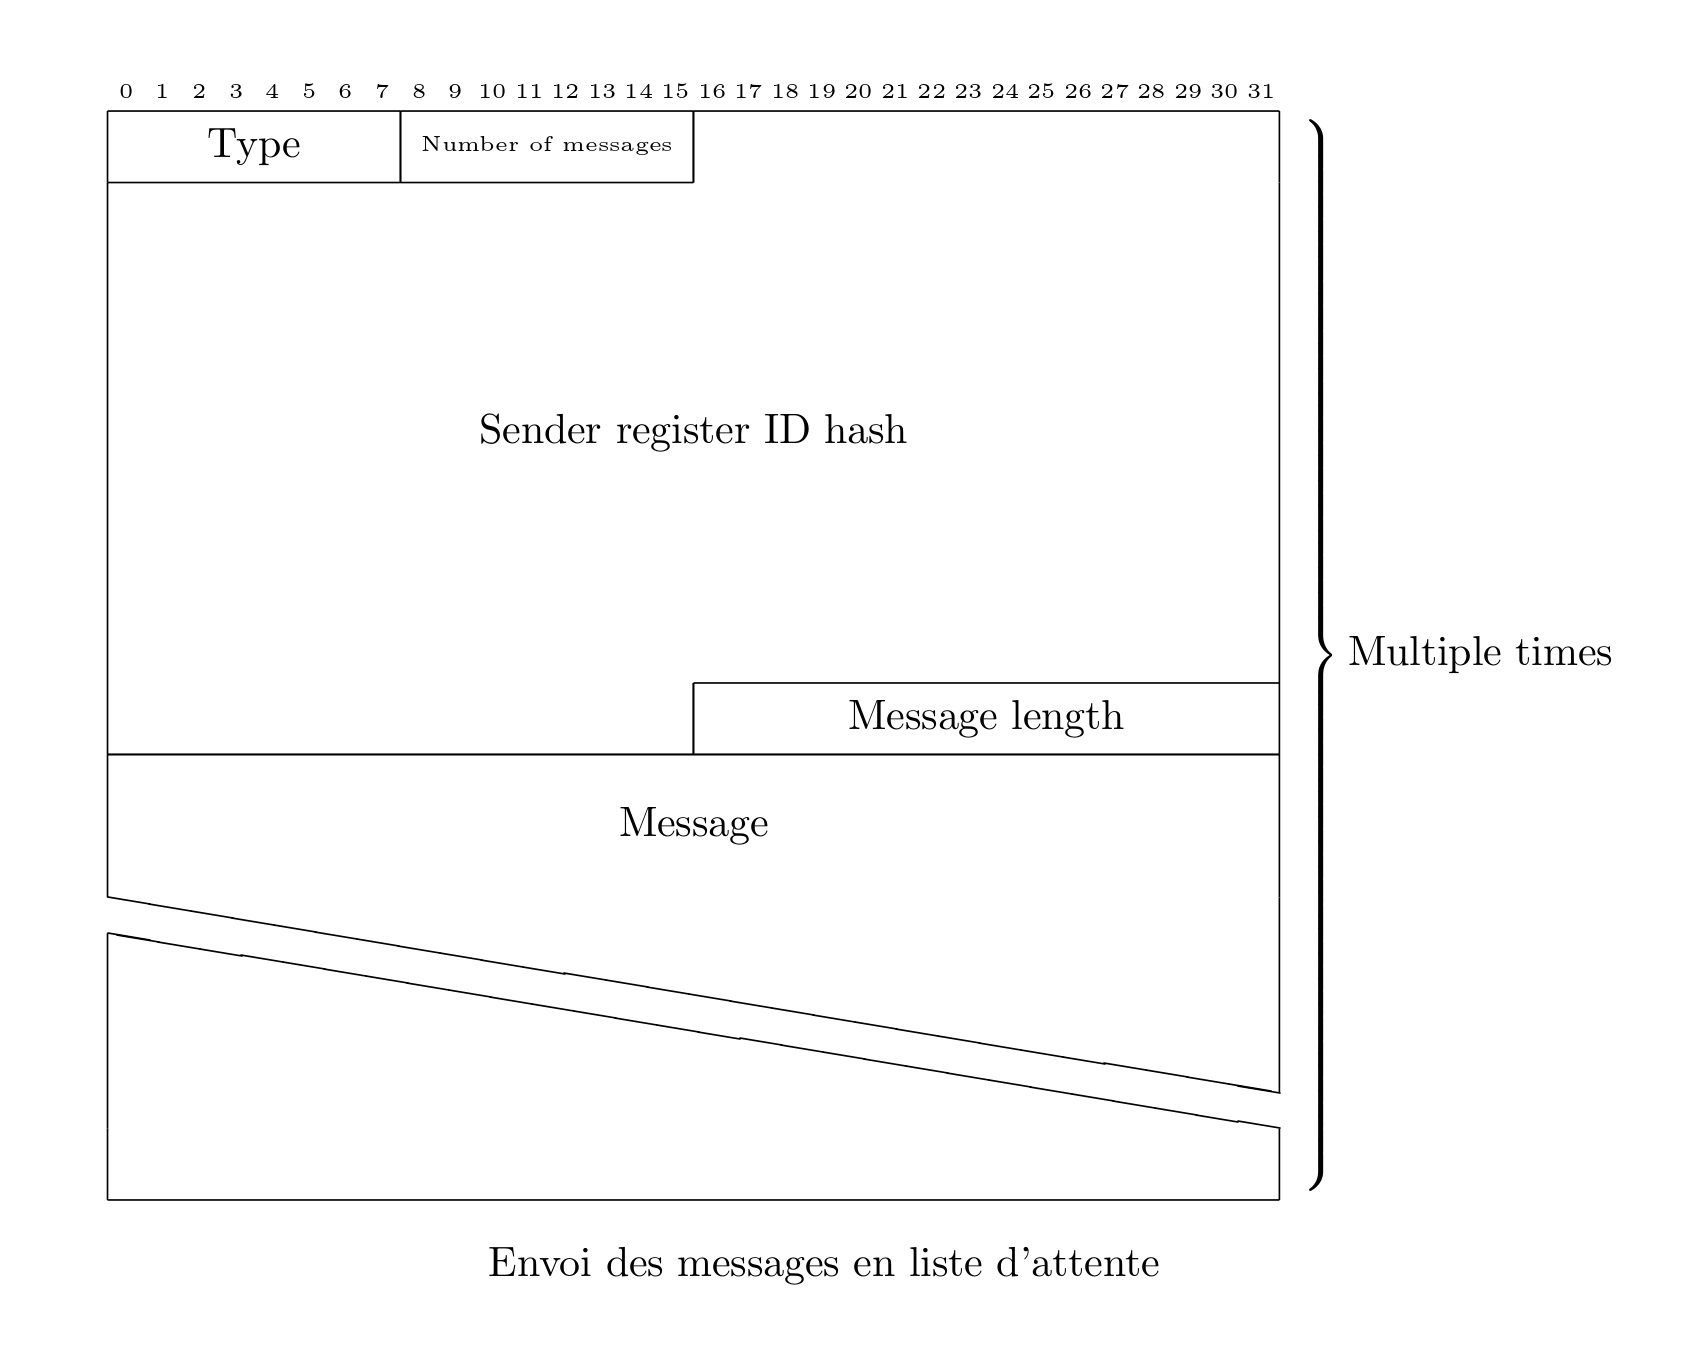 0 1 2 3 4 5 6 7 8 9 10 11 12 13 14 15 16 17 18 19 20 21 22 23 24 25 26 27 28 29 30 31
Type Number of messages
Sender register ID hash
Multiple times
Message length
Message
Envoi des messages en liste d'attente